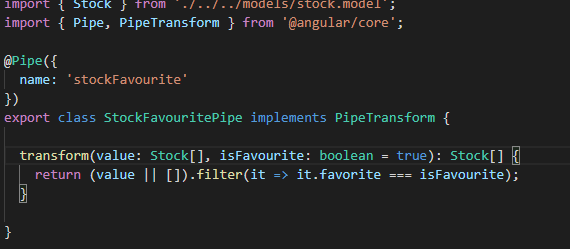 import { Stock } from './../../models/stock.model';
import { Pipe, PipeTransform } from '@angular/core';
@Pipe({
name: 'stockFavourite'
})
export class StockFavouritePipe implements PipeTransform {
transform(value: Stock[], isFavourite: boolean = true): Stock[] {
return (value || []).filter(it => it.favorite === isFavourite);
}
}